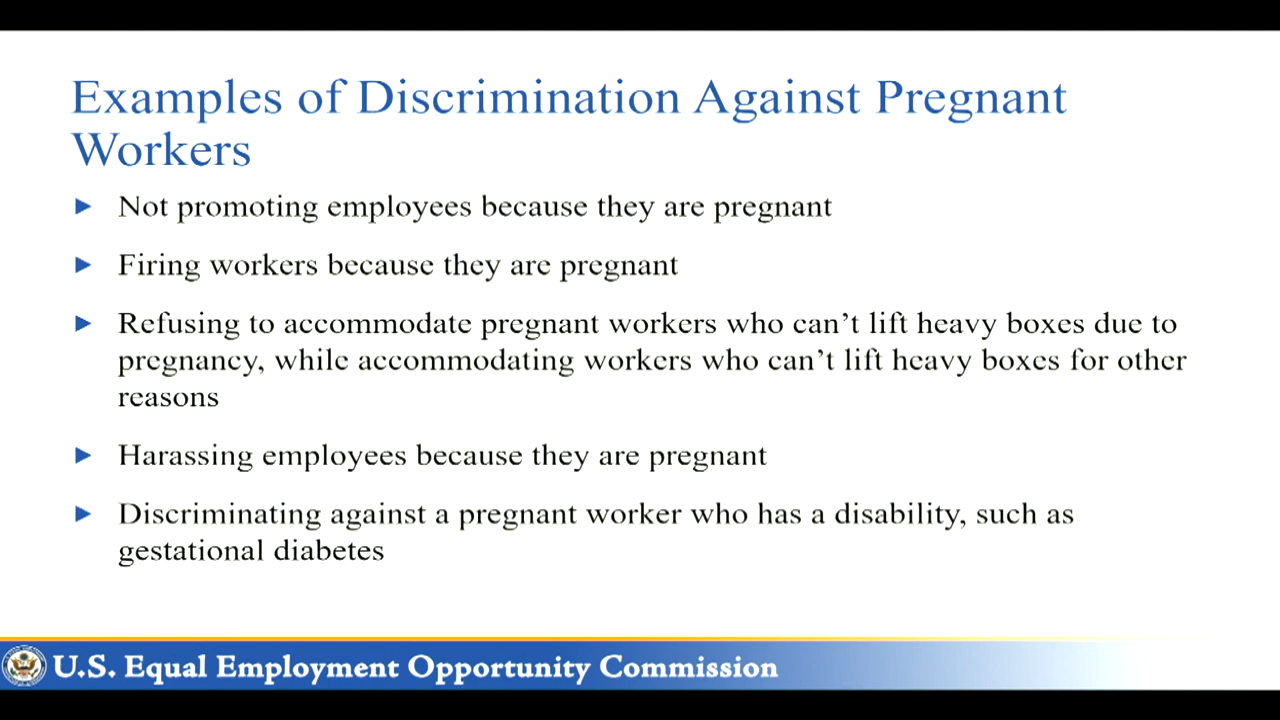 Examples of Discrimination Against Pregnant
Workers
► Not promoting employees because they are pregnant
► Firing workers because they are pregnant
► Refusing to accommodate pregnant workers who can’t lift heavy boxes due to
pregnancy, while accommodating workers who can’t lift heavy boxes for other
reasons
► Harassing employees because they are pregnant
► Discriminating against a pregnant worker who has a disability, such as
gestational diabetes
U.S. Equal Employment Opportunity Commission